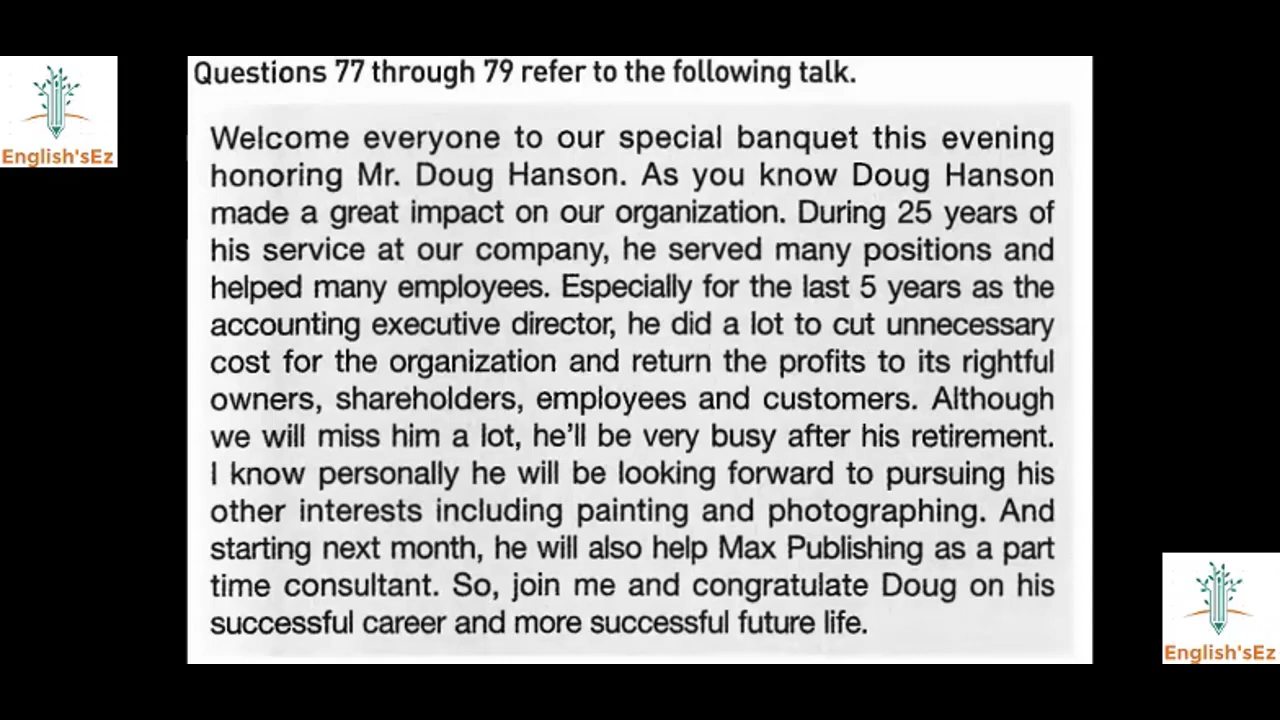 Questions 77 through 79 refer to the following talk.
Welcome everyone to our special banquet this evening
honoring Mr. Doug Hanson. As you know Doug Hanson
made a great impact on our organization. During 25 years of
his service at our company, he served many positions and
helped many employees. Especially for the last 5 years as the
accounting executive director, he did a lot to cut unnecessary
cost for the organization and return the profits to its rightful
owners, shareholders, employees and customers. Although
we will miss him a lot, he'll be very busy after his retirement.
I know personally he will be looking forward to pursuing his
other interests including painting and photographing. And
starting next month, he will also help Max Publishing as a part
time consultant. So, join me and congratulate Doug on his
successful career and more successful future life.
English'sEz
English'sEz